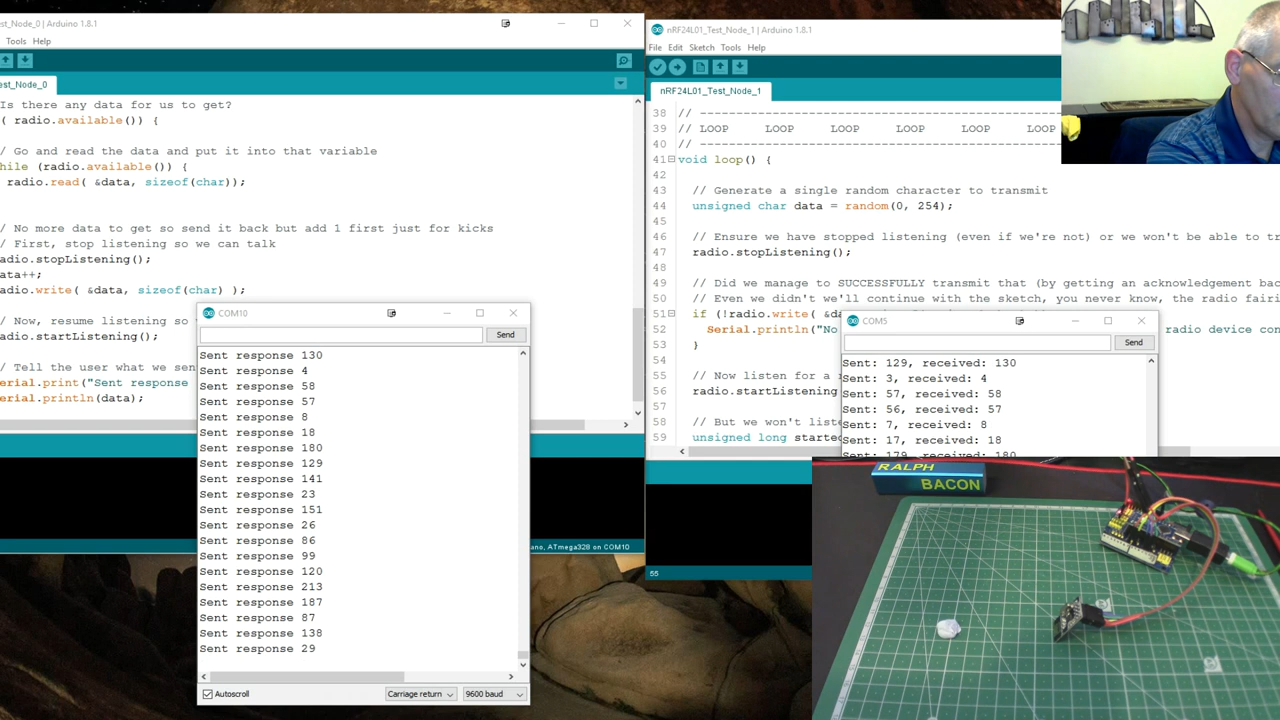 est_Node_0 | Arduino 1.8.1
Tools Help
est_Node_0
Is there any data for us to get?
( radio.available()) {
/ Go and read the data and put it into that variable
hile (radio.available()) {
radio.read( &data, sizeof(char));
/ No more data to get so send it back but add 1 first just for kicks
/ First, stop listening so we can talk
adio.stopListening();
ata++;
adio.write( &data, sizeof(char) );
/ Now, resume listening so
adio.startListening();
/ Tell the user what we sen
erial.print("Sent response
erial.println(data);
ano, ATmega328 on COM10
COM10
Send
Sent response 130
Sent response 4
Sent response 58
Sent response 57
Sent response 8
Sent response 18
Sent response 180
Sent response 129
Sent response 141
Sent response 23
Sent response 151
Sent response 26
Sent response 86
Sent response 99
Sent response 120
Sent response 213
Sent response 187
Sent response 87
Sent response 138
Sent response 29
Autoscroll
Carriage return
9600 baud
nRF24L01_Test_Node_1 | Arduino 1.8.1
File Edit Sketch Tools Help
nRF24L01_Test_Node_1
38 // ----------------------------------------------------
39 // LOOP LOOP LOOP LOOP LOOP LOOP
40 // ----------------------------------------------------
41 void loop() {
42
43 // Generate a single random character to transmit
44 unsigned char data = random(0, 254);
45
46 // Ensure we have stopped listening (even if we're not) or we won't be able to tr
47 radio.stopListening();
48
49 // Did we manage to SUCCESSFULLY transmit that (by getting an acknowledgement bac
50 // Even we didn't we'll continue with the sketch, you never know, the radio fairi
51 if (!radio.write( &da
52 Serial.println("No radio device con
53 }
54
55 // Now listen for a r
56 radio.startListening
57
58 // But we won't liste
59 unsigned long starte
55
COM5
Send
Sent: 129, received: 130
Sent: 3, received: 4
Sent: 57, received: 58
Sent: 56, received: 57
Sent: 7, received: 8
Sent: 17, received: 18
Sent: 179, received: 180
RALPH
BACON